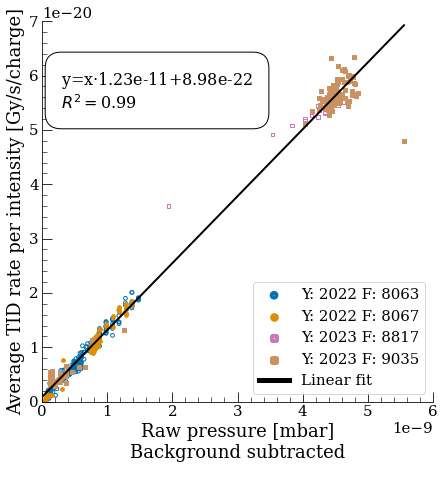 1e−20
7
6
5
4
3
2
1
0
Average TID rate per intensity [Gy/s/charge]
y=x·1.23e-11+8.98e-22
R² = 0.99
Y: 2022 F: 8063
Y: 2022 F: 8067
Y: 2023 F: 8817
Y: 2023 F: 9035
Linear fit
0 1 2 3 4 5 6
1e−9
Raw pressure [mbar]
Background subtracted